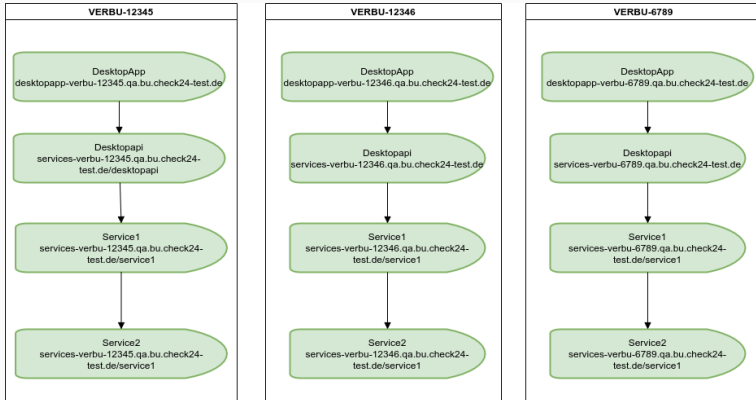 VERBU-12345
DesktopApp
desktopapp-verbu-12345.qa.bu.check24-test.de
Desktopapi
services-verbu-12345.qa.bu.check24-
test.de/desktopapi
Service1
services-verbu-12345.qa.bu.check24-
test.de/service1
Service2
services-verbu-12345.qa.bu.check24-
test.de/service1
VERBU-12346
DesktopApp
desktopapp-verbu-12346.qa.bu.check24-test.de
Desktopapi
services-verbu-12346.qa.bu.check24-test.de
Service1
services-verbu-12346.qa.bu.check24-
test.de/service1
Service2
services-verbu-12346.qa.bu.check24-
test.de/service1
VERBU-6789
DesktopApp
desktopapp-verbu-6789.qa.bu.check24-test.de
Desktopapi
services-verbu-6789.qa.bu.check24-test.de
Service1
services-verbu-6789.qa.bu.check24-
test.de/service1
Service2
services-verbu-6789.qa.bu.check24-
test.de/service1